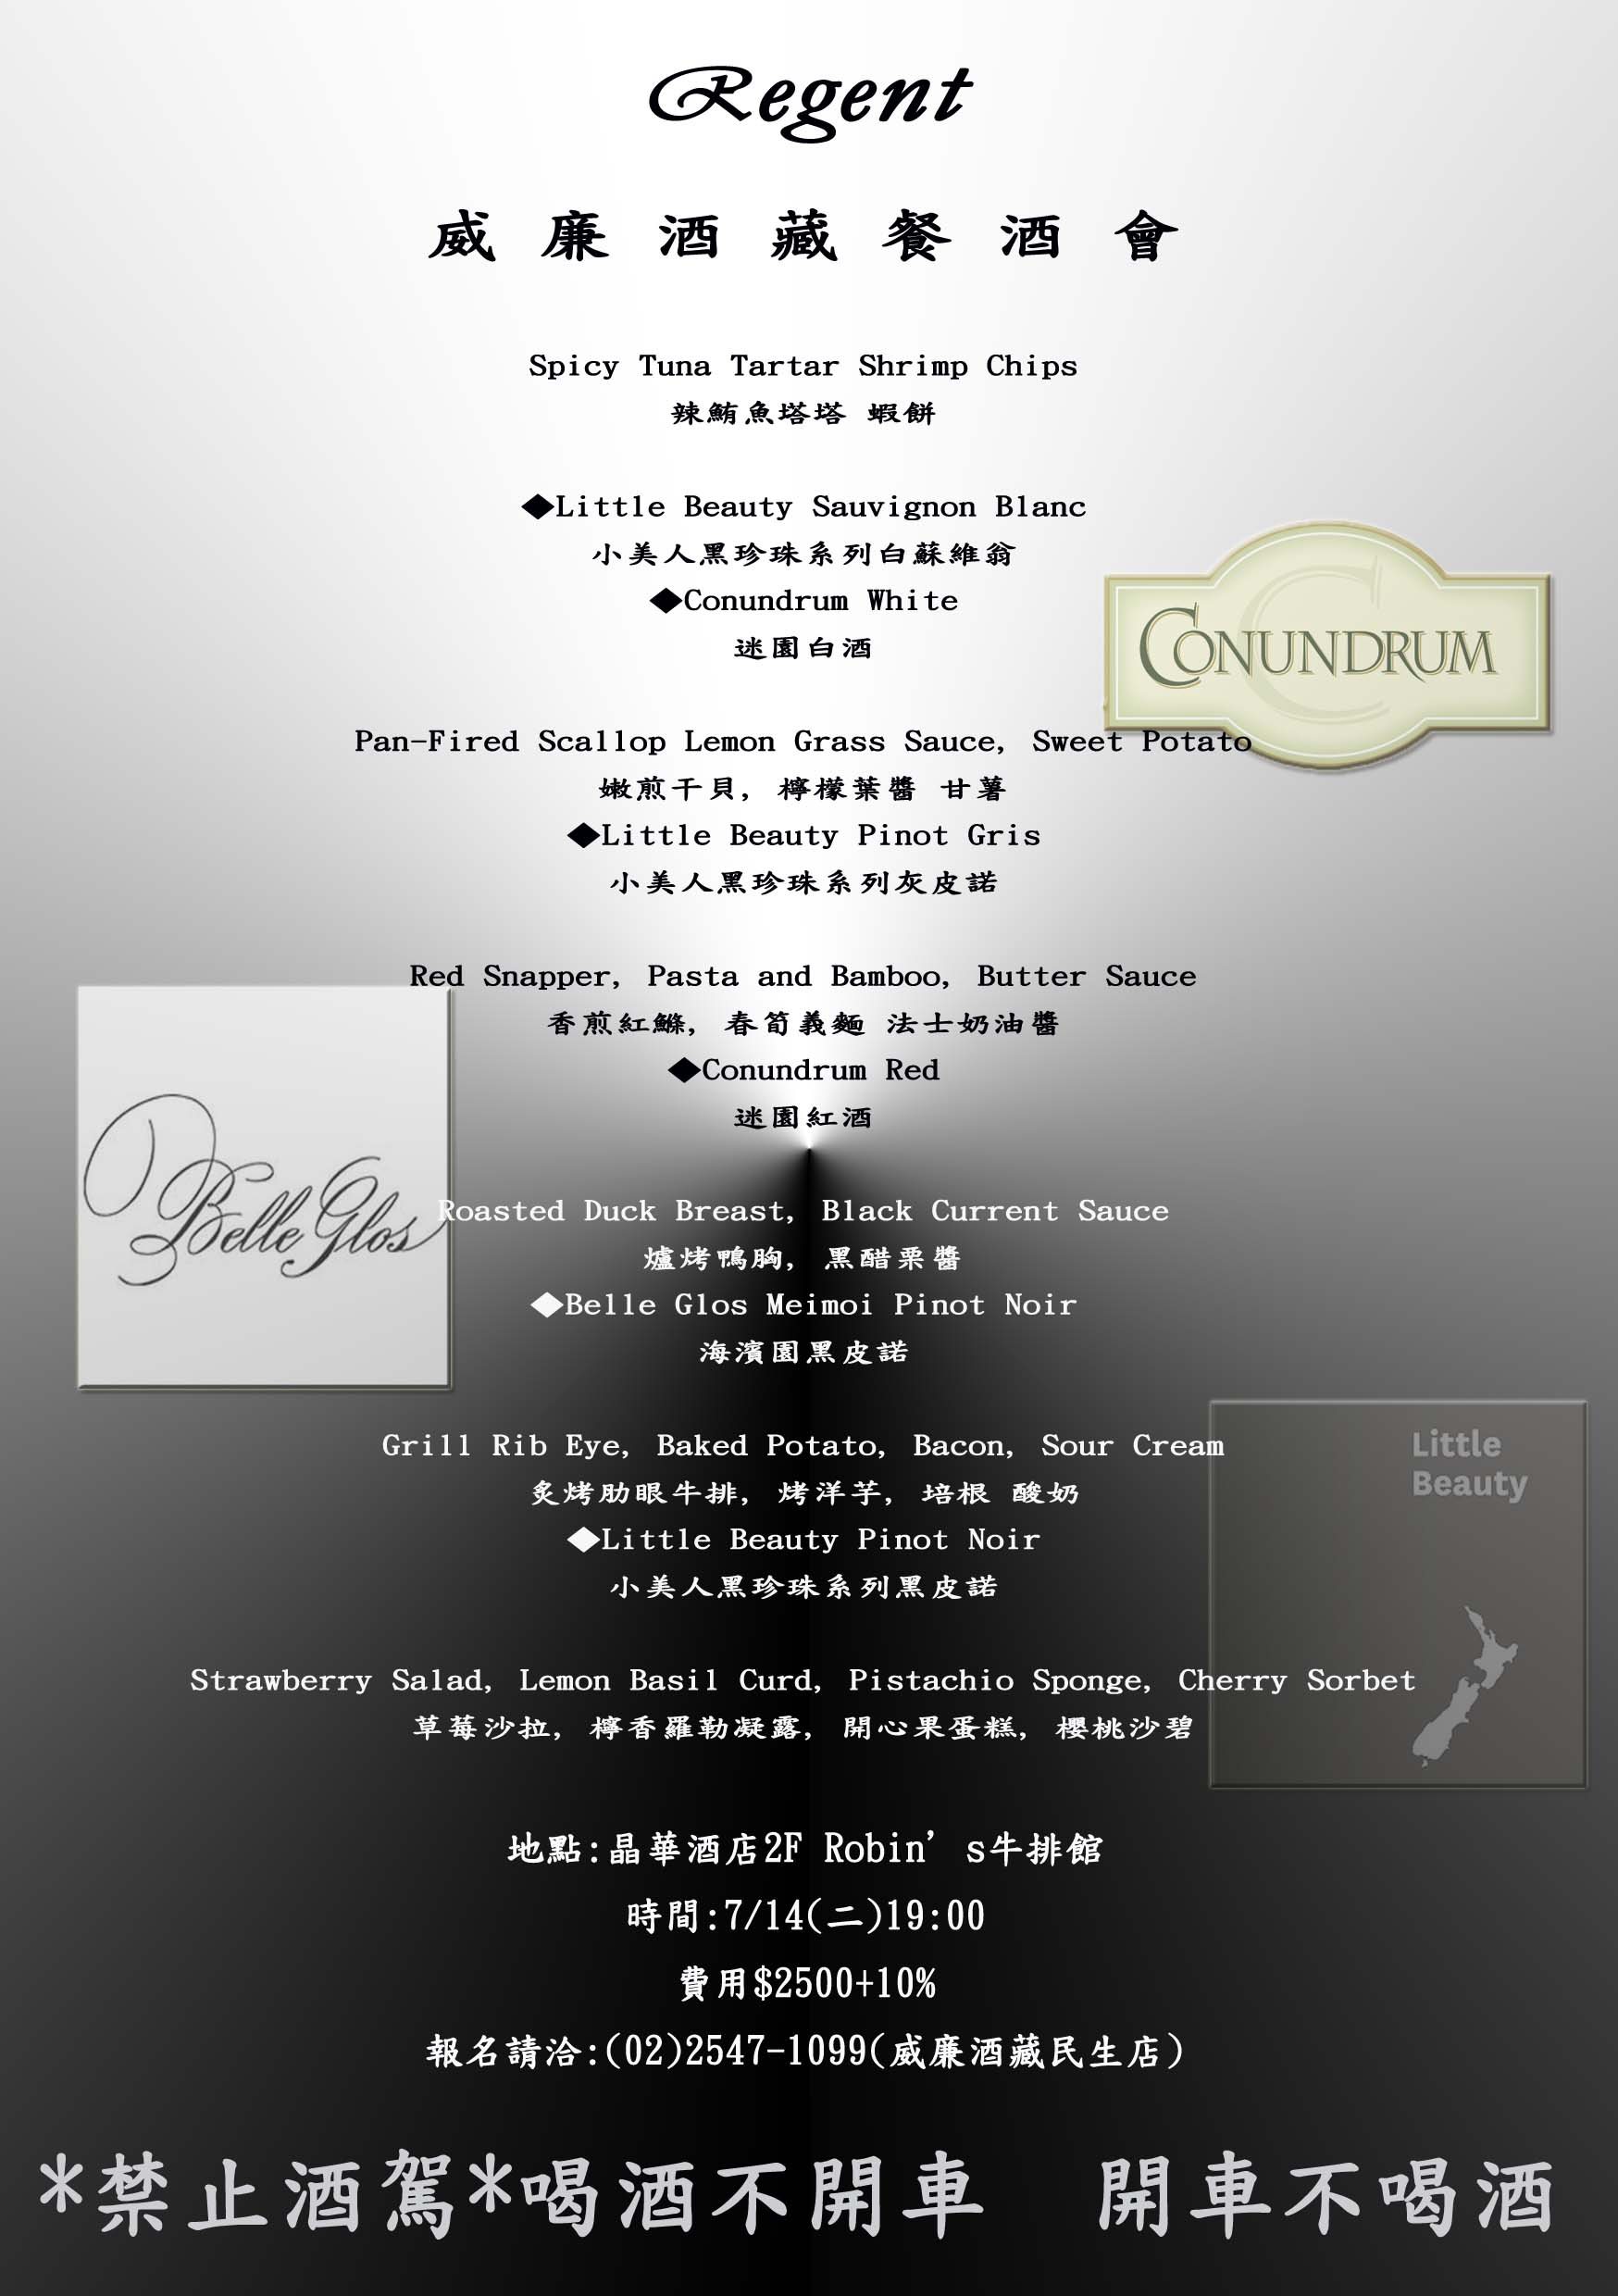 Regent
威廉酒藏餐酒會
Spicy Tuna Tartar Shrimp Chips
辣鮪魚塔塔 蝦餅
◆Little Beauty Sauvignon Blanc
小美人黑珍珠系列白蘇維翁
◆Conundrum White
迷園白酒
CONUNDRUM
Pan-Fired Scallop Lemon Grass Sauce, Sweet Potato
嫩煎干貝, 檸檬葉醬 甘薯
◆Little Beauty Pinot Gris
小美人黑珍珠系列灰皮諾
Red Snapper, Pasta and Bamboo, Butter Sauce
香煎紅鰷, 春筍義麵 法士奶油醬
◆Conundrum Red
迷園紅酒
Belle Glos
Roasted Duck Breast, Black Current Sauce
爐烤鴨胸, 黑醋栗醬
◆Belle Glos Meimoi Pinot Noir
海濱園黑皮諾
Grill Rib Eye, Baked Potato, Bacon, Sour Cream
炙烤肋眼牛排, 烤洋芋, 培根 酸奶
◆Little Beauty Pinot Noir
小美人黑珍珠系列黑皮諾
Little
Beauty
Strawberry Salad, Lemon Basil Curd, Pistachio Sponge, Cherry Sorbet
草莓沙拉, 檸香羅勒凝露, 開心果蛋糕, 櫻桃沙碧
地點:晶華酒店2F Robin’s牛排館
時間:7/14(二)19:00
費用$2500+10%
報名請洽:(02)2547-1099(威廉酒藏民生店)
*禁止酒駕*喝酒不開車 開車不喝酒